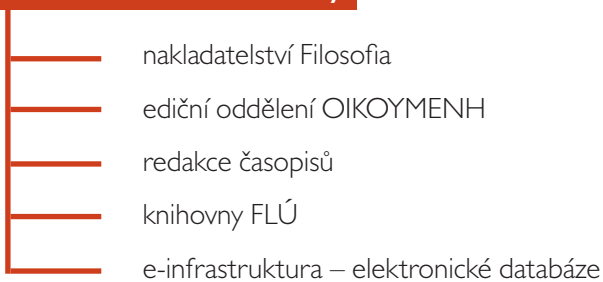 nakladatelství Filosofia
ediční oddělení OIKOYMENH
redakce časopisů
knihovny FLÚ
e-infrastruktura – elektronické databáze